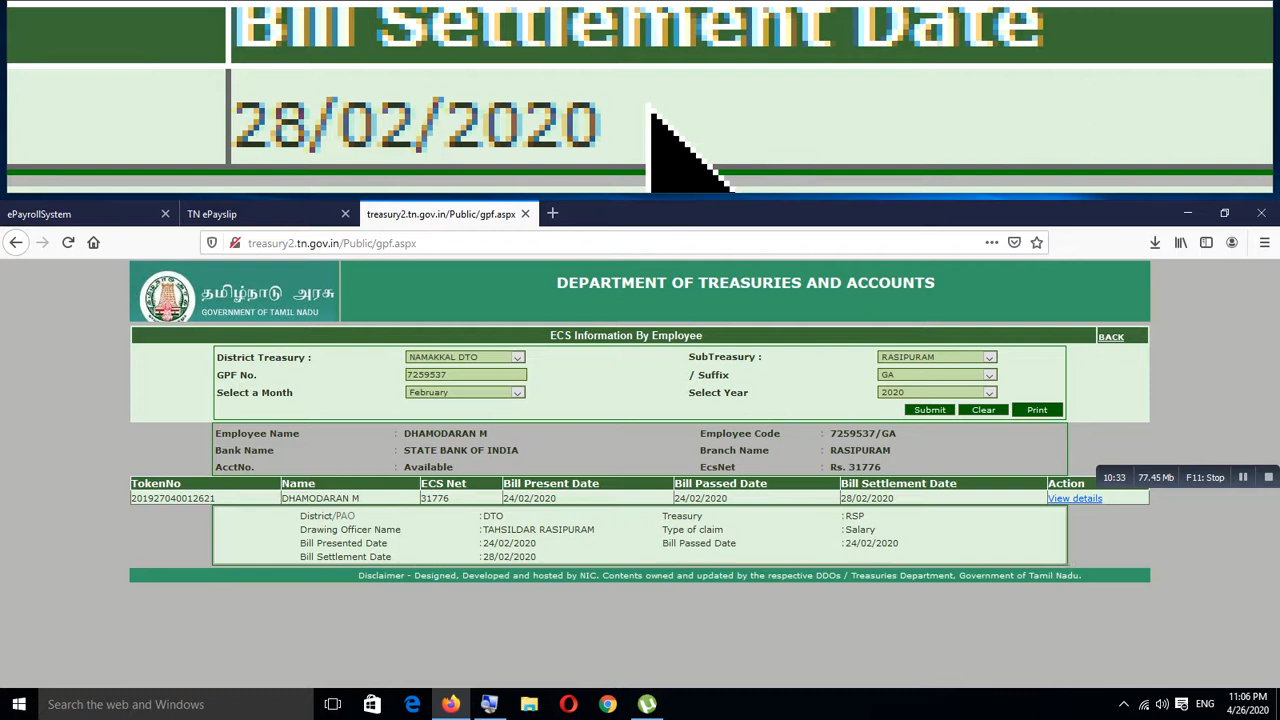 Bill Settlement Date
28/02/2020
ePayrollSystem
TN ePayslip
treasury2.tn.gov.in/Public/gpf.aspx
treasury2.tn.gov.in/Public/gpf.aspx
தமிழ்நாடு அரசு
GOVERNMENT OF TAMIL NADU
DEPARTMENT OF TREASURIES AND ACCOUNTS
ECS Information By Employee
BACK
District Treasury : NAMAKKAL DTO SubTreasury : RASIPURAM
GPF No. 7259537 / Suffix GA
Select a Month February Select Year 2020
Submit Clear Print
Employee Name : DHAMODARAN M Employee Code : 7259537/GA
Bank Name : STATE BANK OF INDIA Branch Name : RASIPURAM
AcctNo. : Available EcsNet : Rs. 31776
TokenNo Name ECS Net Bill Present Date Bill Passed Date Bill Settlement Date Action
201927040012621 DHAMODARAN M 31776 24/02/2020 24/02/2020 28/02/2020 View details
10:33 77.45 Mb F11: Stop
District/PAO :DTO Treasury :RSP
Drawing Officer Name :TAHSILDAR RASIPURAM Type of claim :Salary
Bill Presented Date :24/02/2020 Bill Passed Date :24/02/2020
Bill Settlement Date :28/02/2020
Disclaimer - Designed, Developed and hosted by NIC. Contents owned and updated by the respective DDOs / Treasuries Department, Government of Tamil Nadu.
Search the web and Windows
ENG
11:06 PM
4/26/2020